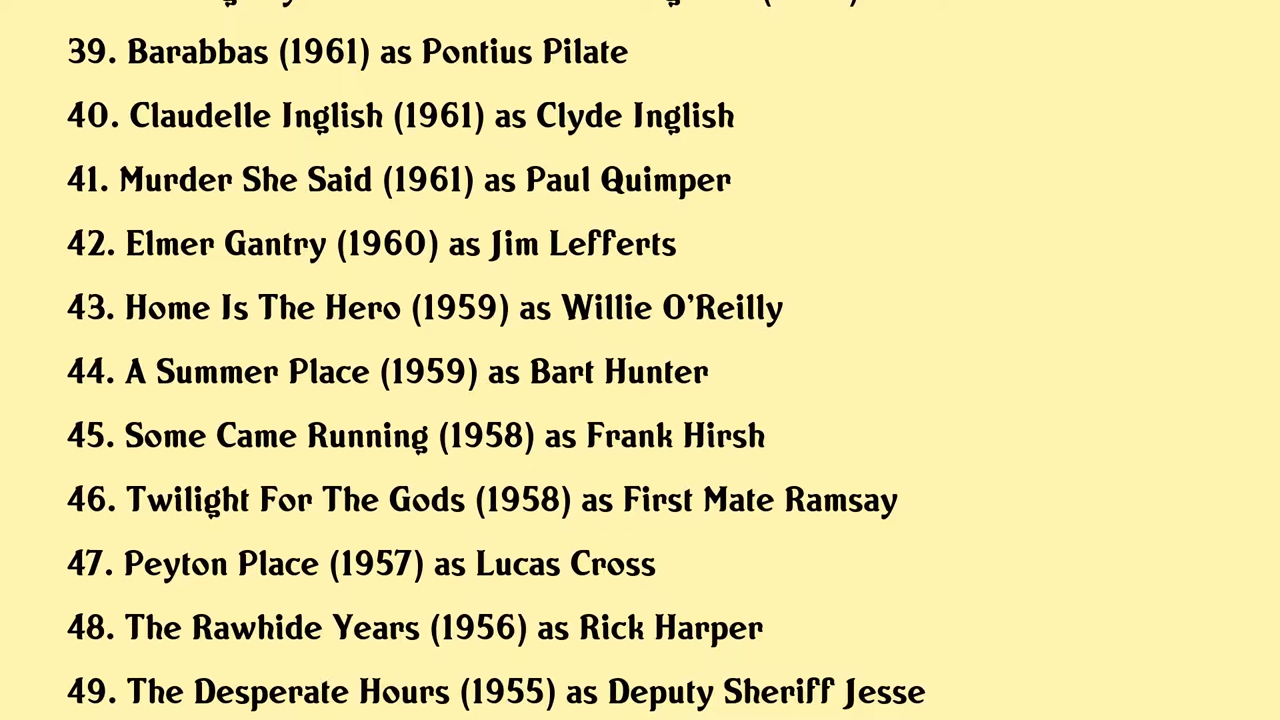 39. Barabbas (1961) as Pontius Pilate
40. Claudelle Inglish (1961) as Clyde Inglish
41. Murder She Said (1961) as Paul Quimper
42. Elmer Gantry (1960) as Jim Lefferts
43. Home Is The Hero (1959) as Willie O'Reilly
44. A Summer Place (1959) as Bart Hunter
45. Some Came Running (1958) as Frank Hirsh
46. Twilight For The Gods (1958) as First Mate Ramsay
47. Peyton Place (1957) as Lucas Cross
48. The Rawhide Years (1956) as Rick Harper
49. The Desperate Hours (1955) as Deputy Sheriff Jesse